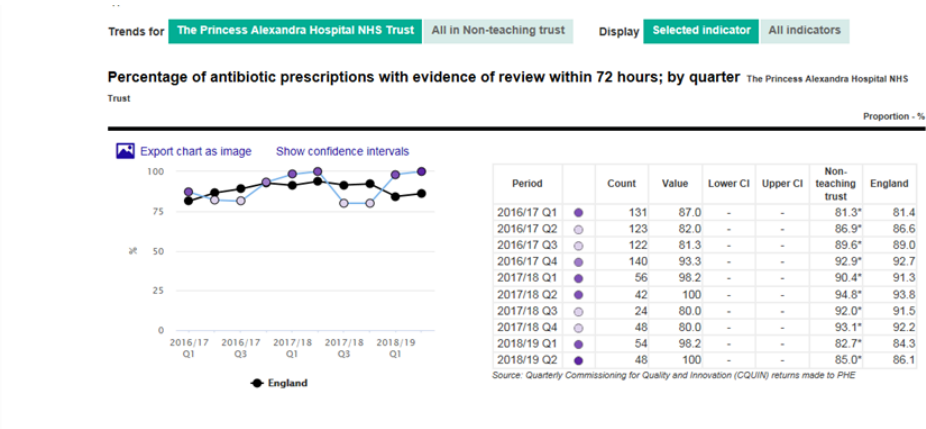 Trends for The Princess Alexandra Hospital NHS Trust All in Non-teaching trust Display Selected indicator All indicators
Percentage of antibiotic prescriptions with evidence of review within 72 hours; by quarter The Princess Alexandra Hospital NHS
Trust
Proportion - %
Export chart as image Show confidence intervals
100
75
%
50
25
0
2016/17 Q1
2016/17 Q3
2017/18 Q1
2017/18 Q3
2018/19 Q1
England
Period Count Value Lower CI Upper CI Non-teaching trust England
2016/17 Q1 131 87.0 - - 81.3* 81.4
2016/17 Q2 123 82.0 - - 86.9* 86.6
2016/17 Q3 122 81.3 - - 89.6* 89.0
2016/17 Q4 140 93.3 - - 92.9* 92.7
2017/18 Q1 56 98.2 - - 90.4* 91.3
2017/18 Q2 42 100 - - 94.8* 93.8
2017/18 Q3 24 80.0 - - 92.0* 91.5
2017/18 Q4 48 80.0 - - 93.1* 92.2
2018/19 Q1 54 98.2 - - 82.7* 84.3
2018/19 Q2 48 100 - - 85.0* 86.1
Source: Quarterly Commissioning for Quality and Innovation (CQUIN) returns made to PHE